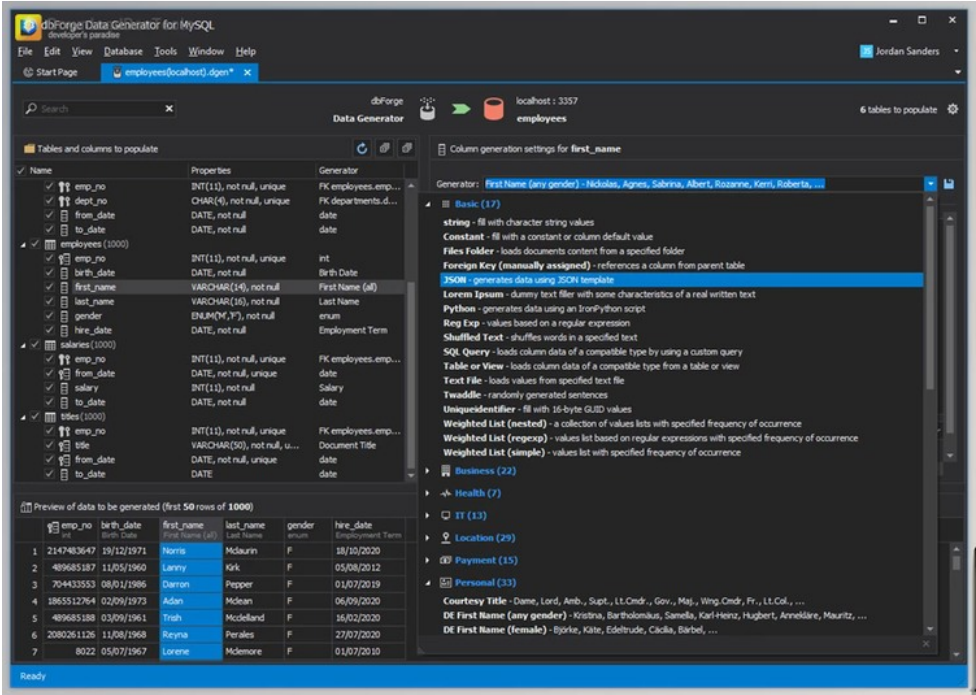 dbForge Data Generator for MySQL
developer's paradise
File Edit View Database Tools Window Help
JS Jordan Sanders
Start Page employees(localhost).dgen*
Search
dbForge
Data Generator
localhost : 3357
employees
6 tables to populate
Tables and columns to populate
Name Properties Generator
emp_no INT(11), not null, unique FK employees.emp...
dept_no CHAR(4), not null, unique FK departments.d...
from_date DATE, not null date
to_date DATE, not null date
employees (1000)
emp_no INT(11), not null, unique int
birth_date DATE, not null Birth Date
first_name VARCHAR(14), not null First Name (all)
last_name VARCHAR(16), not null Last Name
gender ENUM('M','F'), not null enum
hire_date DATE, not null Employment Term
salaries (1000)
emp_no INT(11), not null, unique FK employees.emp...
from_date DATE, not null, unique date
salary INT(11), not null Salary
to_date DATE, not null date
titles (1000)
emp_no INT(11), not null, unique FK employees.emp...
title VARCHAR(50), not null, u... Document Title
from_date DATE, not null, unique date
to_date DATE date
Column generation settings for first_name
Generator: First Name (any gender) - Nickolas, Agnes, Sabrina, Albert, Rozanne, Kerri, Roberta, ...
Basic (17)
string - fill with character string values
Constant - fill with a constant or column default value
Files Folder - loads documents content from a specified folder
Foreign Key (manually assigned) - references a column from parent table
JSON - generates data using JSON template
Lorem Ipsum - dummy text filler with some characteristics of a real written text
Python - generates data using an IronPython script
Reg Exp - values based on a regular expression
Shuffled Text - shuffles words in a specified text
SQL Query - loads column data of a compatible type by using a custom query
Table or View - loads column data of a compatible type from a table or view
Text File - loads values from specified text file
Twaddle - randomly generated sentences
Uniqueidentifier - fill with 16-byte GUID values
Weighted List (nested) - a collection of values lists with specified frequency of occurrence
Weighted List (regexp) - values list based on regular expressions with specified frequency of occurrence
Weighted List (simple) - values list with specified frequency of occurrence
Business (22)
Health (7)
IT (13)
Location (29)
Payment (15)
Personal (33)
Courtesy Title - Dame, Lord, Amb., Supt., Lt.Cmdr., Gov., Maj., Wng.Cmdr, Fr., Lt.Col., ...
DE First Name (any gender) - Kristina, Bartholomäus, Samella, Karl-Heinz, Hugbert, Annekläre, Mauritz, ...
DE First Name (female) - Björke, Käte, Edeltrude, Cäcilia, Bärbel, ...
Preview of data to be generated (first 50 rows of 1000)
emp_no birth_date first_name last_name gender hire_date
int Birth Date First Name (all) Last Name enum Employment Term
1 2147483647 19/12/1971 Norris Mclaurin F 18/10/2020
2 489685187 11/05/1960 Lanny Kirk F 05/08/2012
3 704433553 08/01/1986 Darron Pepper F 01/07/2019
4 1865512764 02/09/1973 Adan Mclean F 06/09/2020
5 489685188 03/09/1961 Trish Mcclelland F 16/02/2020
6 2080261126 11/08/1968 Reyna Perales F 27/07/2020
7 8022 05/07/1967 Lorene Mclemore F 01/07/2010
Ready